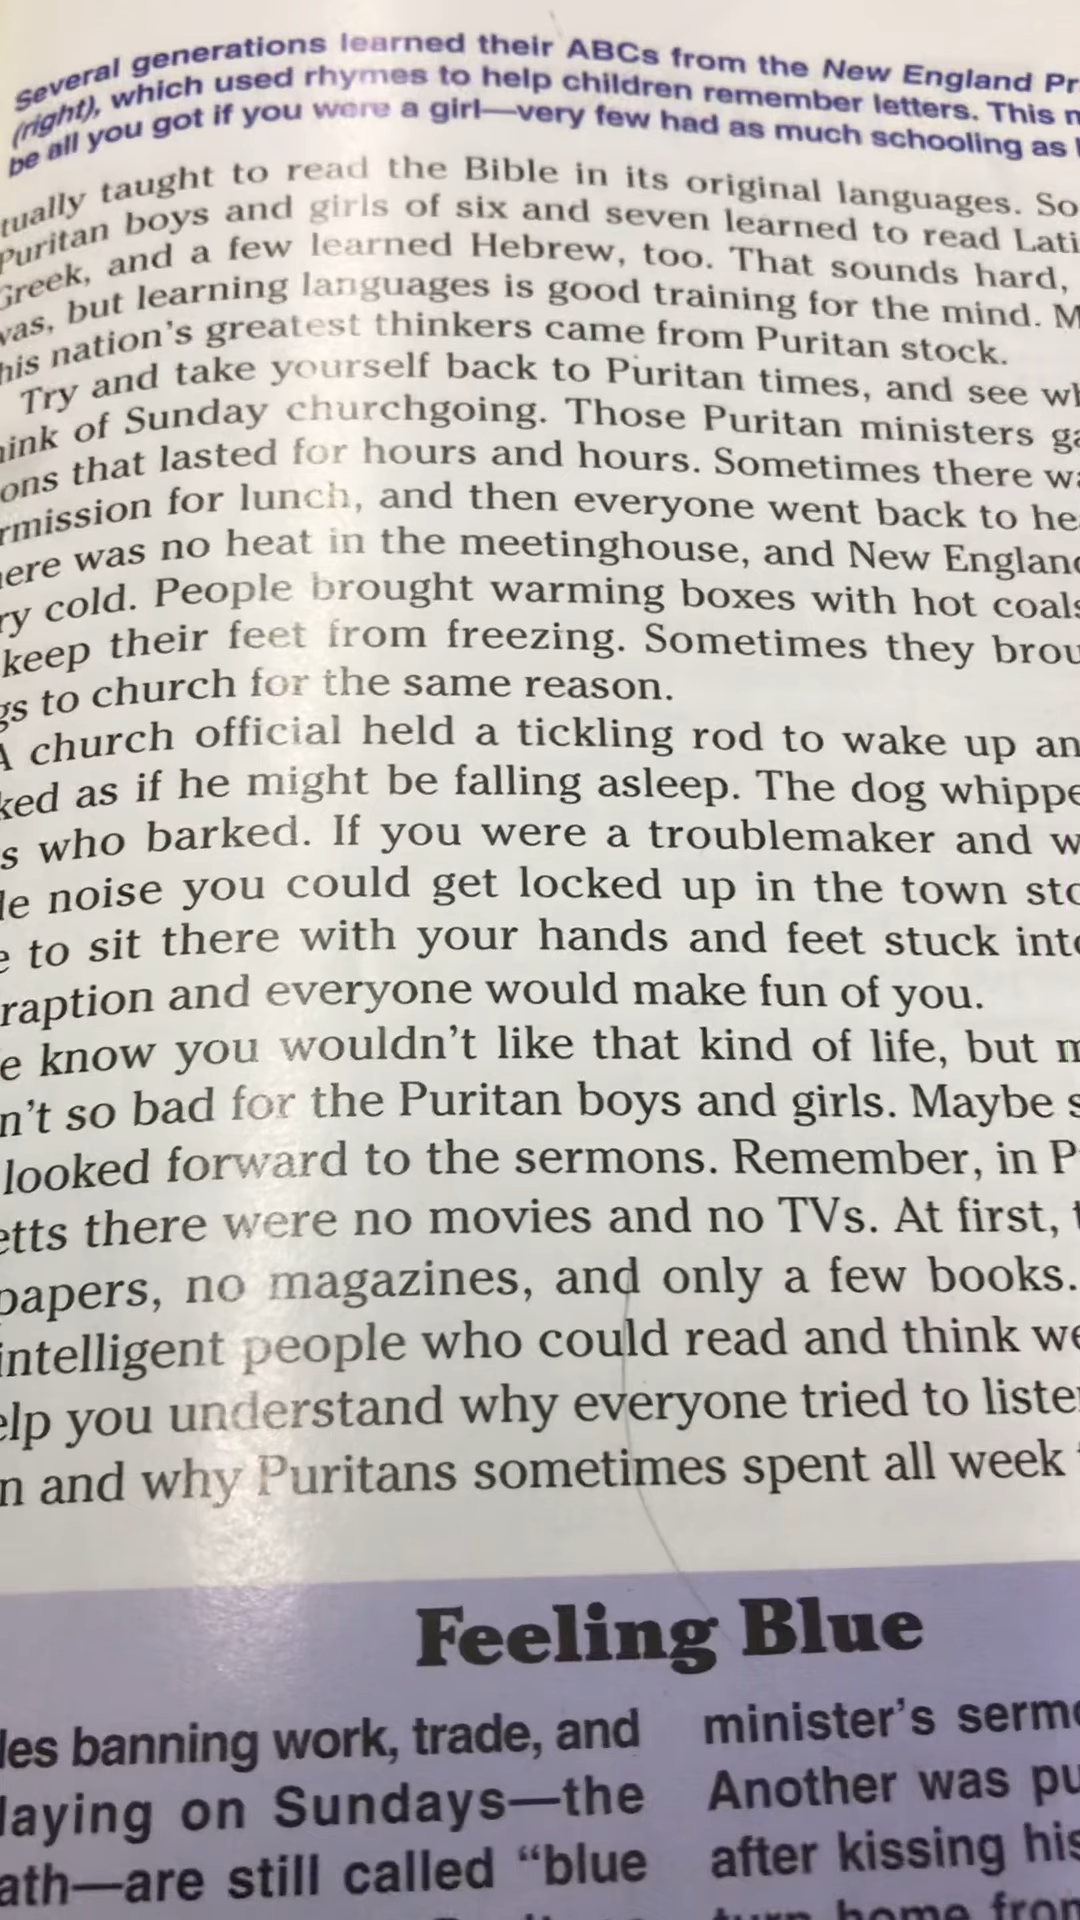 Several generations learned their ABCs from the New England
(right), which used rhymes to help children remember letters. This
be all you got if you were a girl—very few had as much schooling as
tually taught to read the Bible in its original languages. So
Puritan boys and girls of six and seven learned to read Lati
Greek, and a few learned Hebrew, too. That sounds hard,
was, but learning languages is good training for the mind. M
his nation's greatest thinkers came from Puritan stock.
Try and take yourself back to Puritan times, and see wh
ink of Sunday churchgoing. Those Puritan ministers ga
ons that lasted for hours and hours. Sometimes there wa
rmission for lunch, and then everyone went back to he
ere was no heat in the meetinghouse, and New England
ry cold. People brought warming boxes with hot coals
keep their feet from freezing. Sometimes they brou
gs to church for the same reason.
A church official held a tickling rod to wake up an
ked as if he might be falling asleep. The dog whippe
s who barked. If you were a troublemaker and w
le noise you could get locked up in the town sto
e to sit there with your hands and feet stuck into
raption and everyone would make fun of you.
e know you wouldn't like that kind of life, but m
n't so bad for the Puritan boys and girls. Maybe s
looked forward to the sermons. Remember, in P
etts there were no movies and no TVs. At first, t
papers, no magazines, and only a few books.
intelligent people who could read and think we
elp you understand why everyone tried to listen
n and why Puritans sometimes spent all week
Feeling Blue
les banning work, trade, and
laying on Sundays—the
ath—are still called "blue
minister's sermo
Another was pu
after kissing his
turn home from